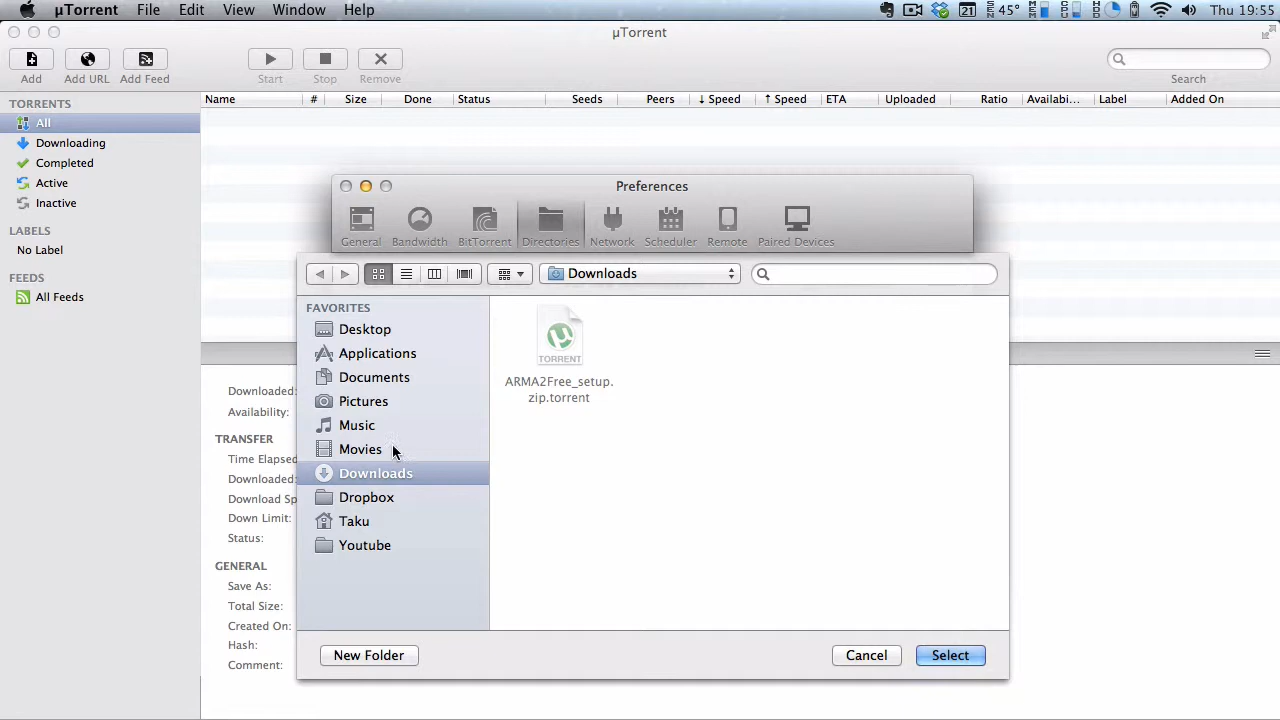 µTorrent File Edit View Window Help 21 45° Thu 19:55
µTorrent
Add Add URL Add Feed Start Stop Remove Search
TORRENTS
All
Downloading
Completed
Active
Inactive
LABELS
No Label
FEEDS
All Feeds
Name # Size Done Status Seeds Peers ↓ Speed ↑ Speed ETA Uploaded Ratio Availabi... Label Added On
Preferences
General Bandwidth BitTorrent Directories Network Scheduler Remote Paired Devices
Downloads
FAVORITES
Desktop
Applications
Documents
Pictures
Music
Movies
Downloads
Dropbox
Taku
Youtube
TORRENT
ARMA2Free_setup.
zip.torrent
New Folder Cancel Select
Downloaded:
Availability:
TRANSFER
Time Elapsed
Downloaded:
Download Sp
Down Limit:
Status:
GENERAL
Save As:
Total Size:
Created On:
Hash:
Comment: